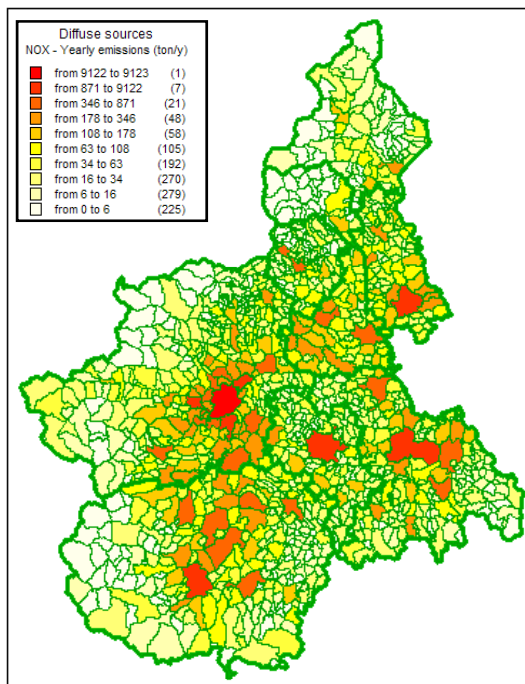 Diffuse sources
NOX - Yearly emissions (ton/y)
from 9122 to 9123 (1)
from 871 to 9122 (7)
from 346 to 871 (21)
from 178 to 346 (48)
from 108 to 178 (58)
from 63 to 108 (105)
from 34 to 63 (192)
from 16 to 34 (270)
from 6 to 16 (279)
from 0 to 6 (225)